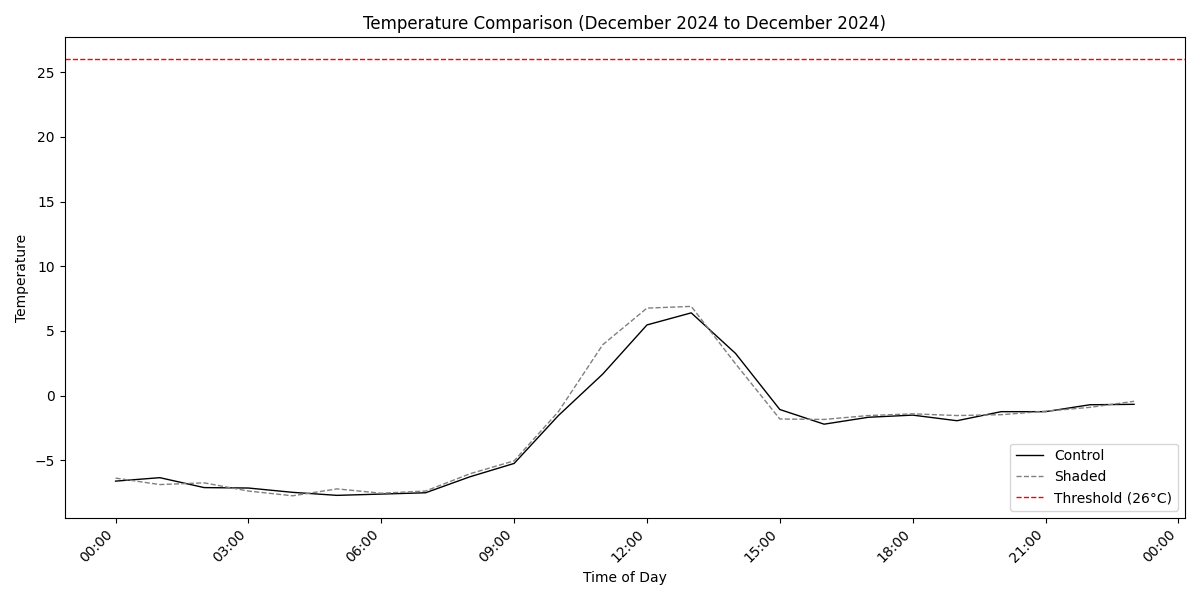 Temperature Comparison (December 2024 to December 2024)
25
20
15
10
5
0
−5
Temperature
Control
Shaded
Threshold (26°C)
00:00
03:00
06:00
09:00
12:00
15:00
18:00
21:00
00:00
Time of Day